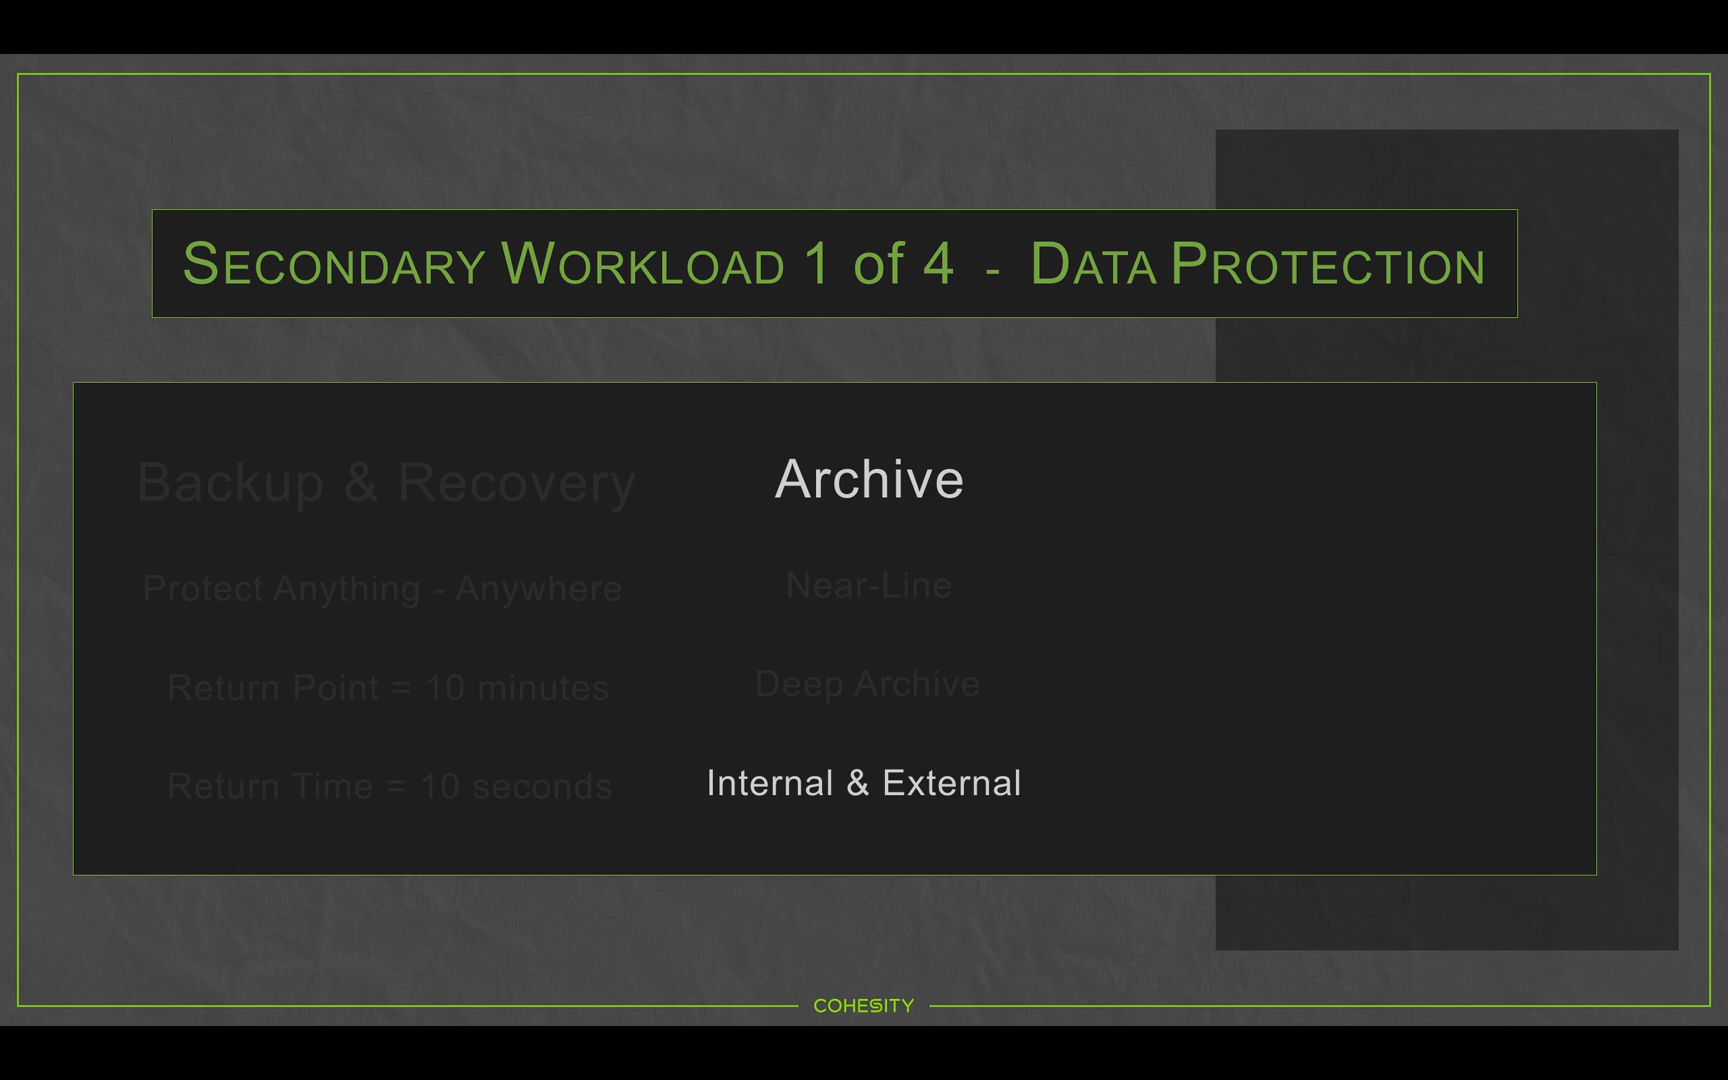 SECONDARY WORKLOAD 1 of 4 - DATA PROTECTION
Backup & Recovery
Protect Anything - Anywhere
Return Point = 10 minutes
Return Time = 10 seconds
Archive
Near-Line
Deep Archive
Internal & External
COHESITY